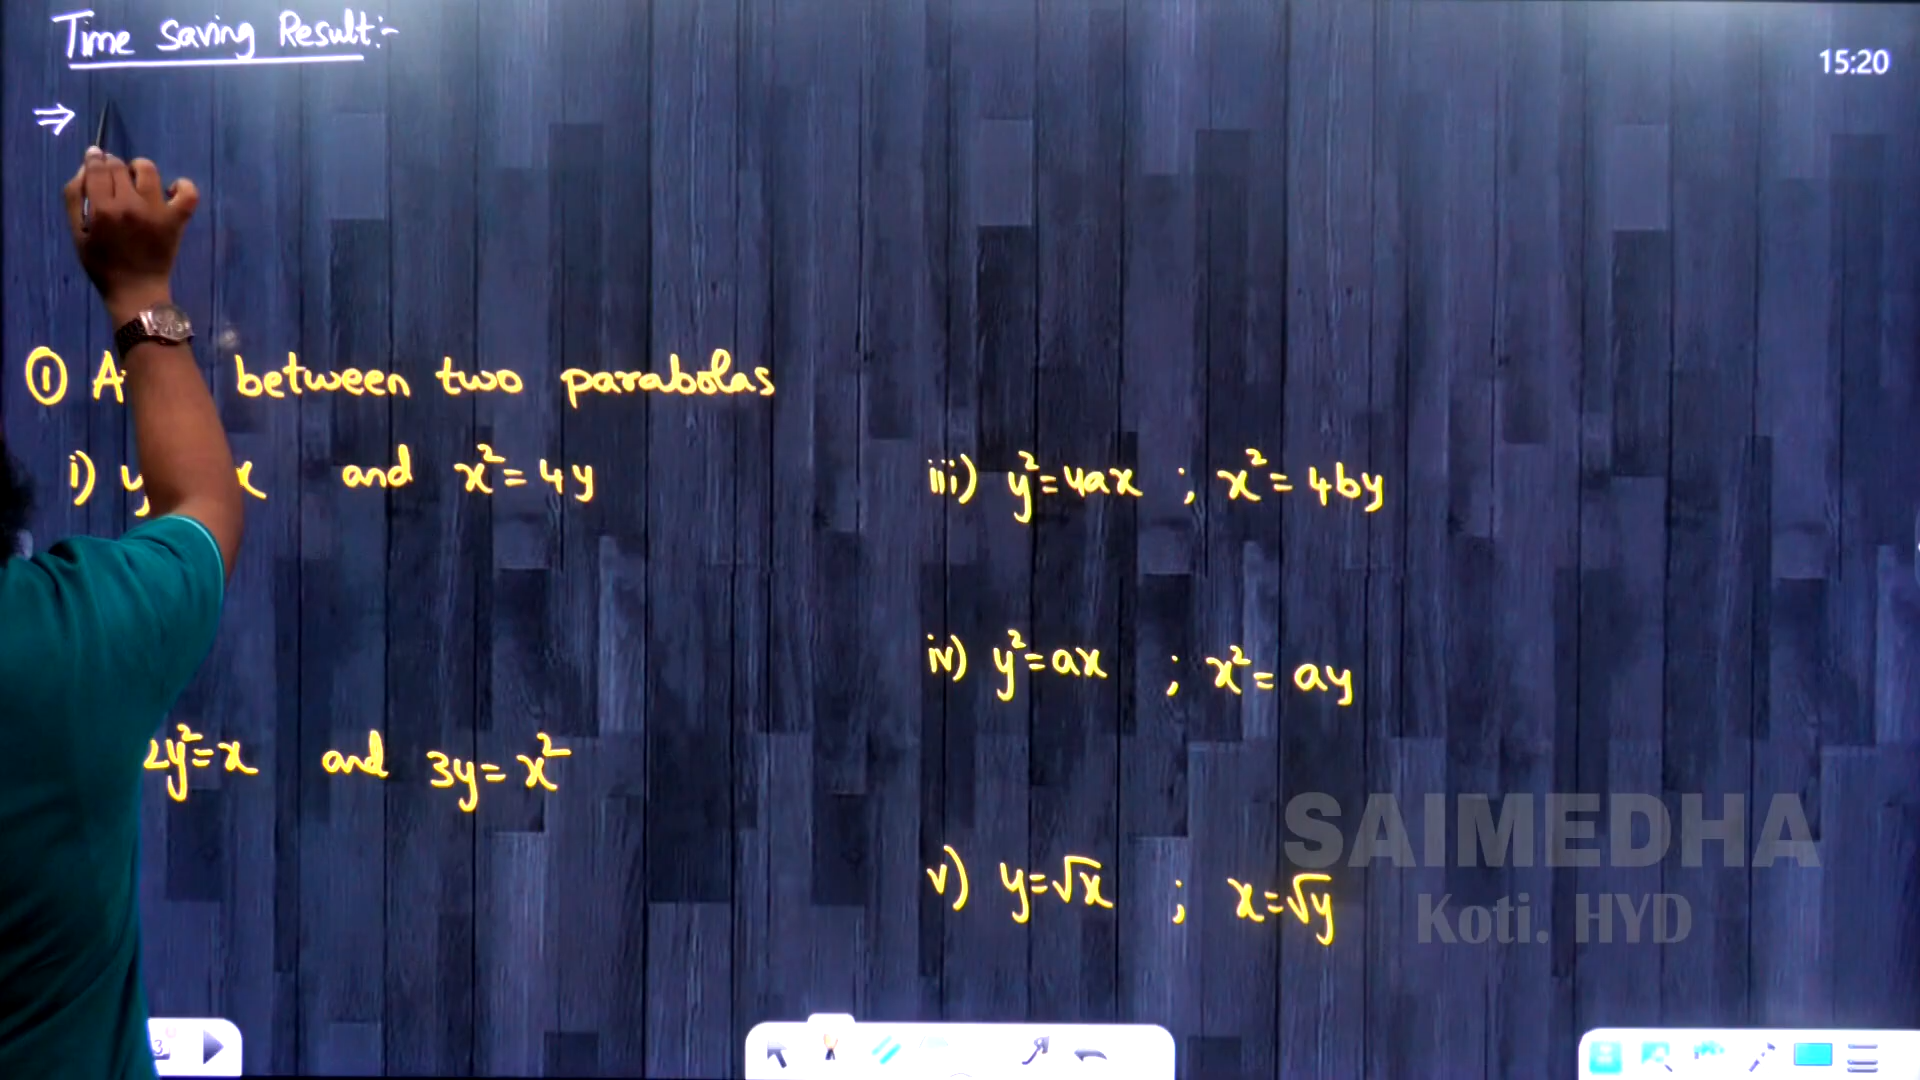 Time Saving Result:-
15:20
⇒
① between two parabolas
i) and x²=4y
2y²=x and 3y=x²
iii) y²=4ax ; x²=4by
iv) y²=ax ; x²=ay
v) y=√x ; x=√y
SAIMEDHA
Koti. HYD